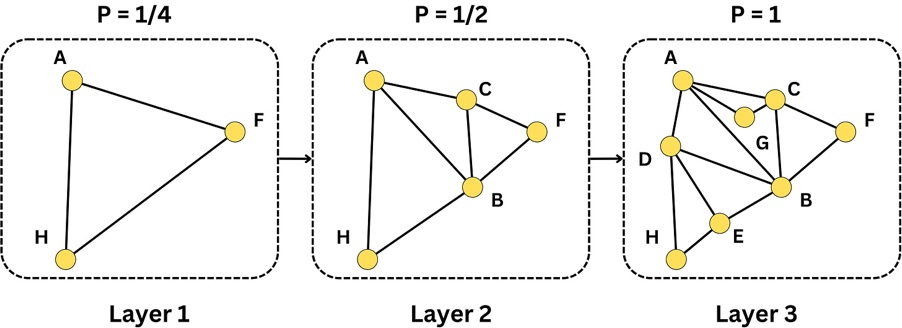 P = 1/4
A
F
H
Layer 1
P = 1/2
A
C
F
B
H
Layer 2
P = 1
A
C
F
G
D
B
E
H
Layer 3